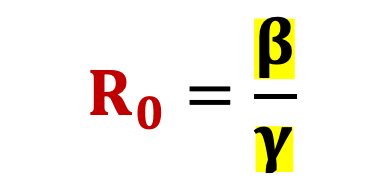 R₀ = β/γ